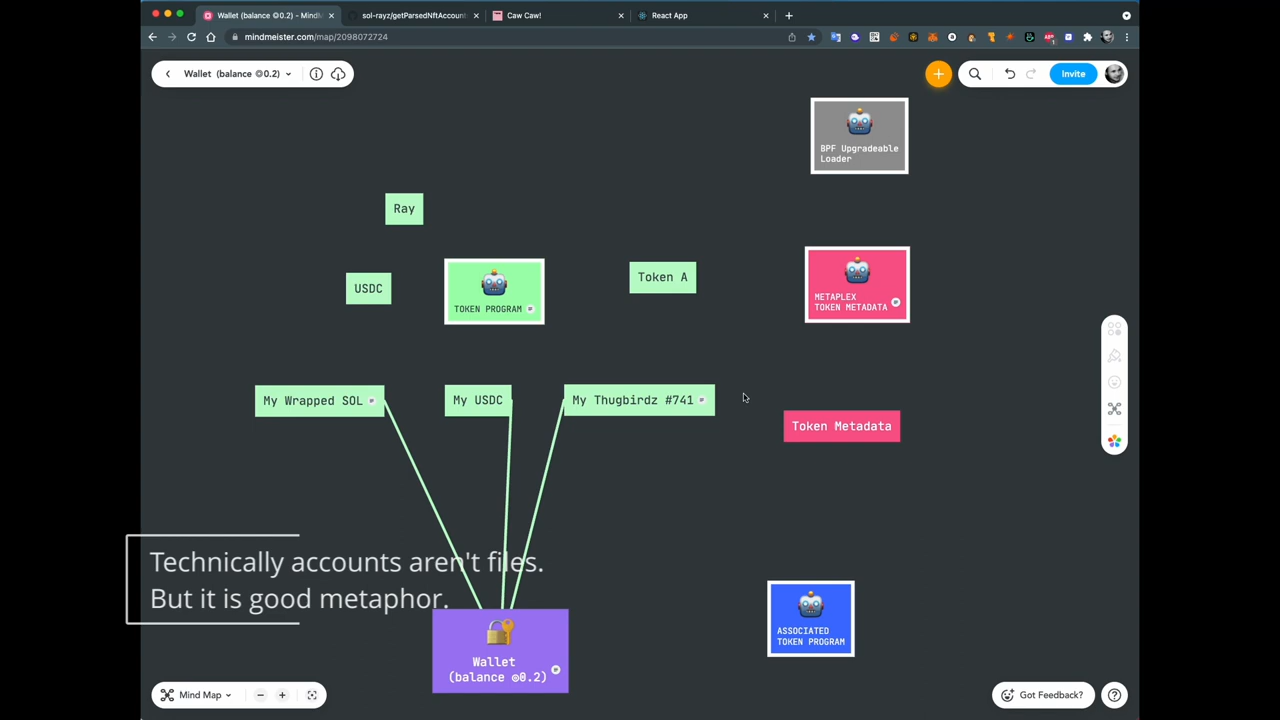 Wallet (balance ◎0.2) - MindM
sol-rayz/getParsedNftAccoun
Caw Caw!
React App
mindmeister.com/map/2098072724
Wallet (balance ◎0.2)
Invite
BPF Upgradeable
Loader
Ray
USDC
TOKEN PROGRAM
Token A
METAPLEX
TOKEN METADATA
My Wrapped SOL
My USDC
My Thugbirdz #741
Token Metadata
Technically accounts aren't files.
But it is good metaphor.
ASSOCIATED
TOKEN PROGRAM
Wallet
(balance ◎0.2)
Mind Map
Got Feedback?